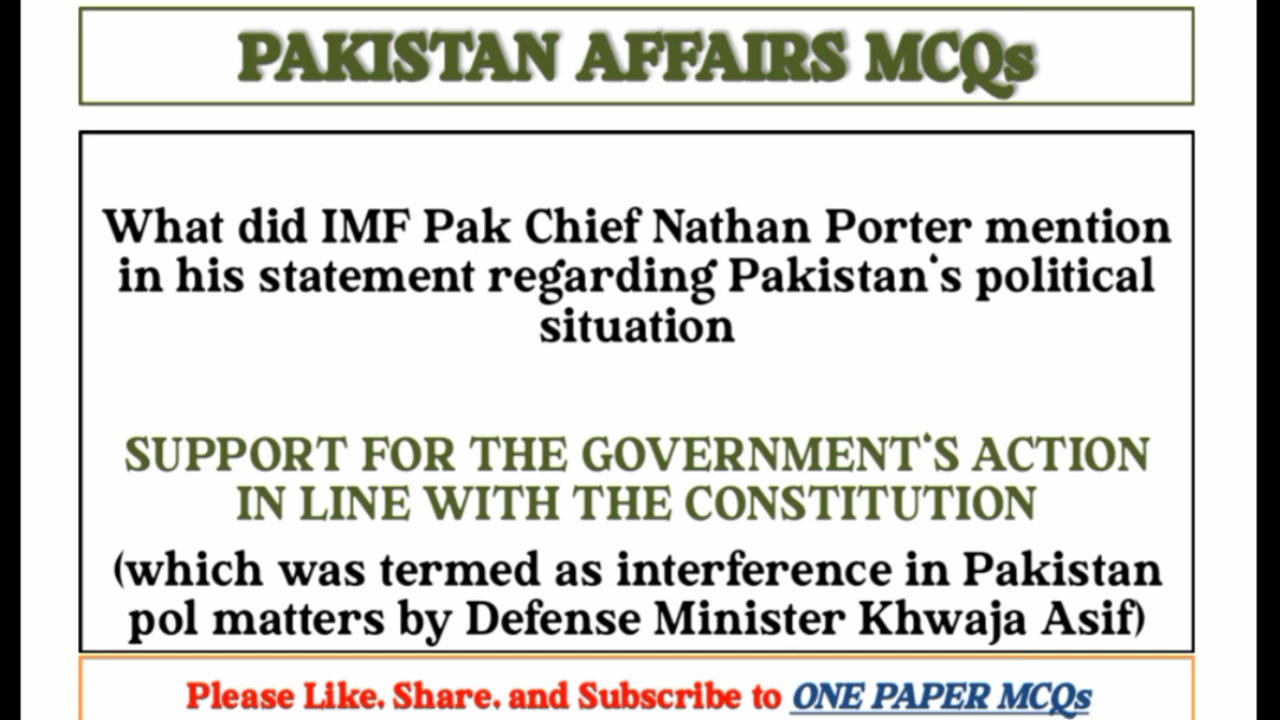 PAKISTAN AFFAIRS MCQs
What did IMF Pak Chief Nathan Porter mention
in his statement regarding Pakistan's political
situation
SUPPORT FOR THE GOVERNMENT'S ACTION
IN LINE WITH THE CONSTITUTION
(which was termed as interference in Pakistan
pol matters by Defense Minister Khwaja Asif)
Please Like. Share. and Subscribe to ONE PAPER MCQs